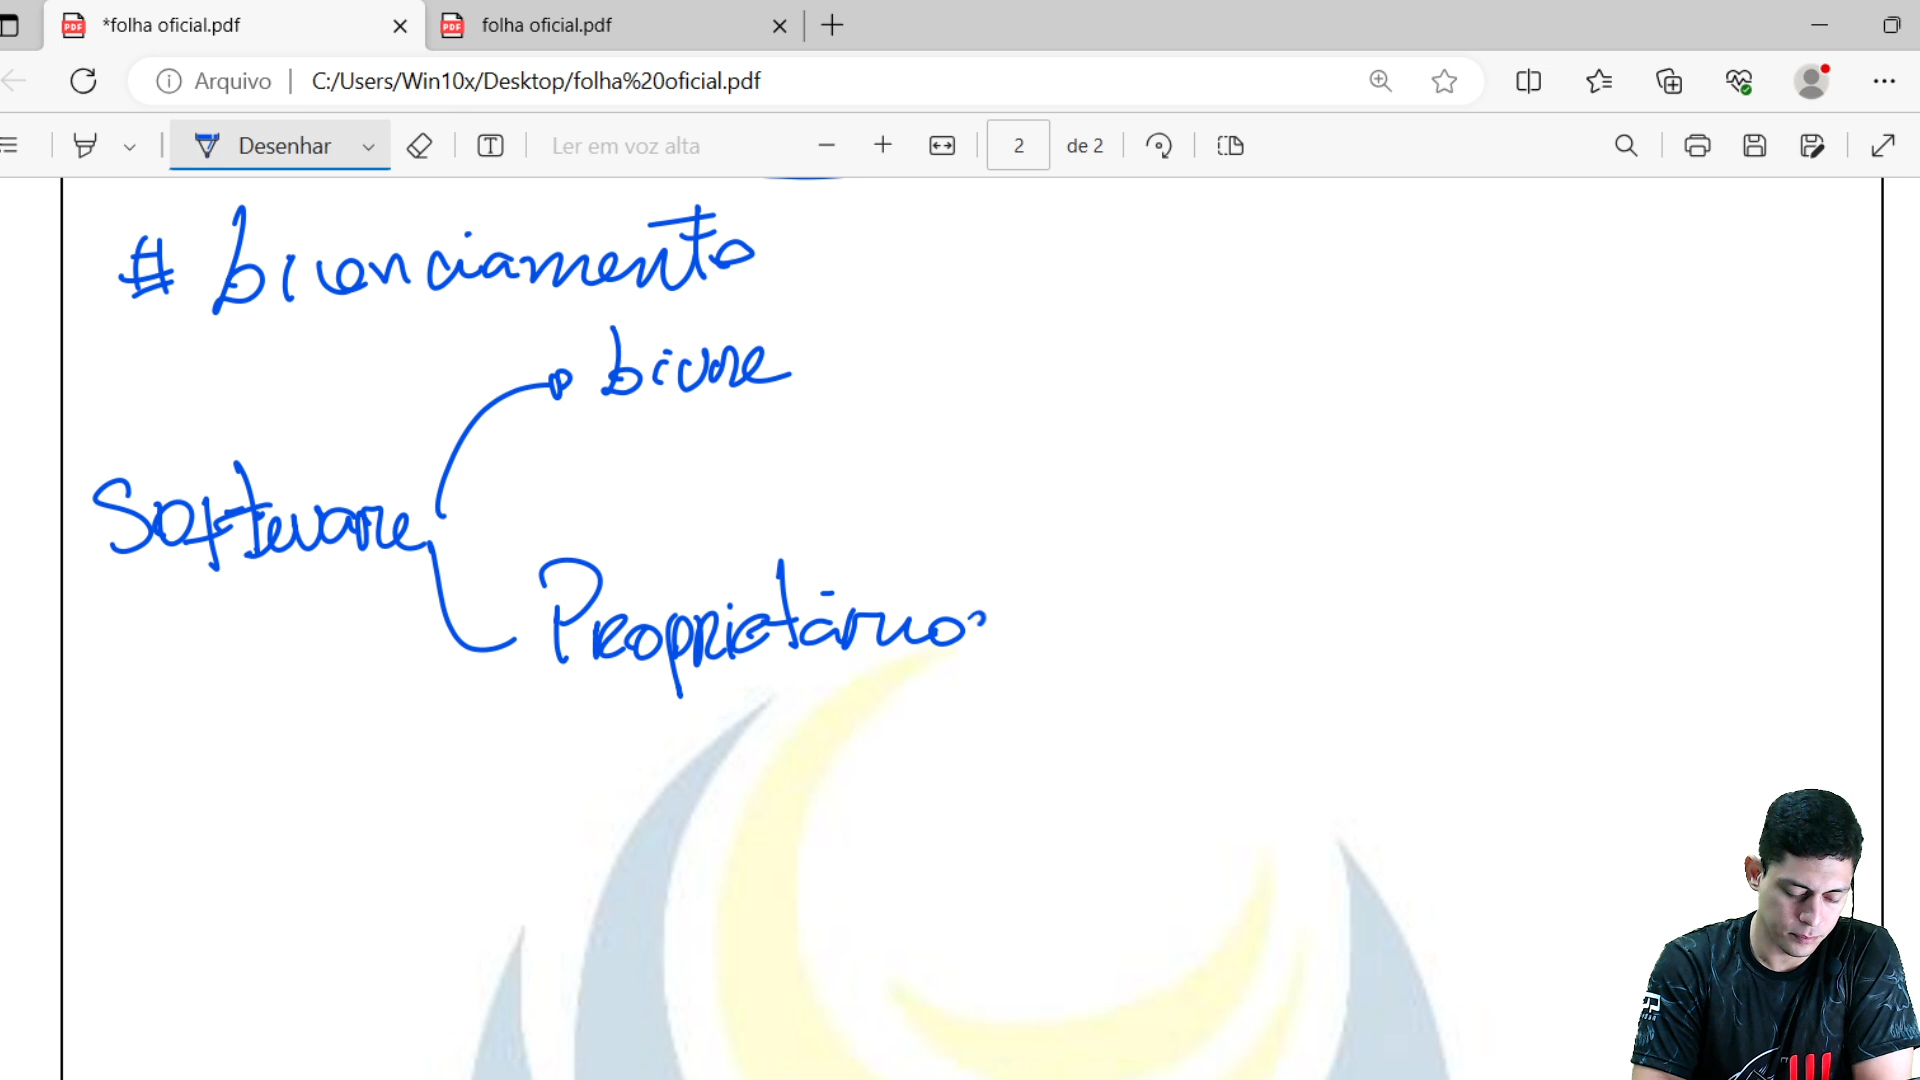 *folha oficial.pdf
folha oficial.pdf
Arquivo
C:/Users/Win10x/Desktop/folha%20oficial.pdf
Desenhar
Ler em voz alta
2
de 2
# Licenciamento
Livre
Software
Proprietário